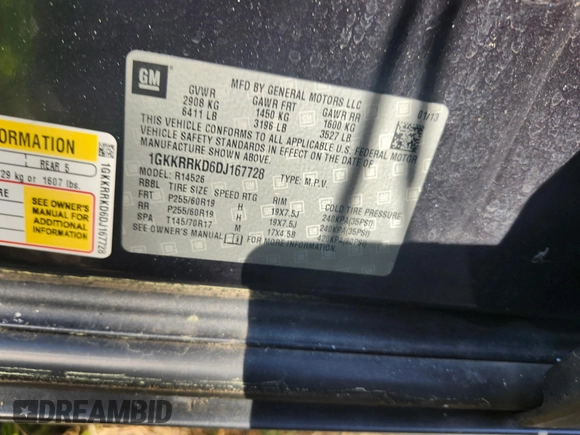 GM
MFD BY GENERAL MOTORS LLC
GVWR GAWR FRT GAWR RR 01/13
2908 KG 1450 KG 1600 KG
6411 LB 3196 LB 3527 LB
THIS VEHICLE CONFORMS TO ALL APPLICABLE U.S. FEDERAL MOTOR
VEHICLE SAFETY STANDARDS IN EFFECT ON THE DATE OF
MANUFACTURE SHOWN ABOVE.
1GKKRRKD6DJ167728
MODEL: R14526 TYPE: M.P.V.
RBBL TIRE SIZE SPEED RTG RIM COLD TIRE PRESSURE
FRT P255/60R19 H 19X7.5J 240KPA(35PSI)
RR P255/60R19 H 19X7.5J 240KPA(35PSI)
SPA T145/70R17 M 17X4.5B
SEE OWNER'S MANUAL FOR MORE INFORMATION
ORMATION
1 REAR 5
729 kg or 1607 lbs.
SEE OWNER'S
MANUAL FOR
ADDITIONAL
INFORMATION
1GKKRRKD6DJ167728
DREAMBID